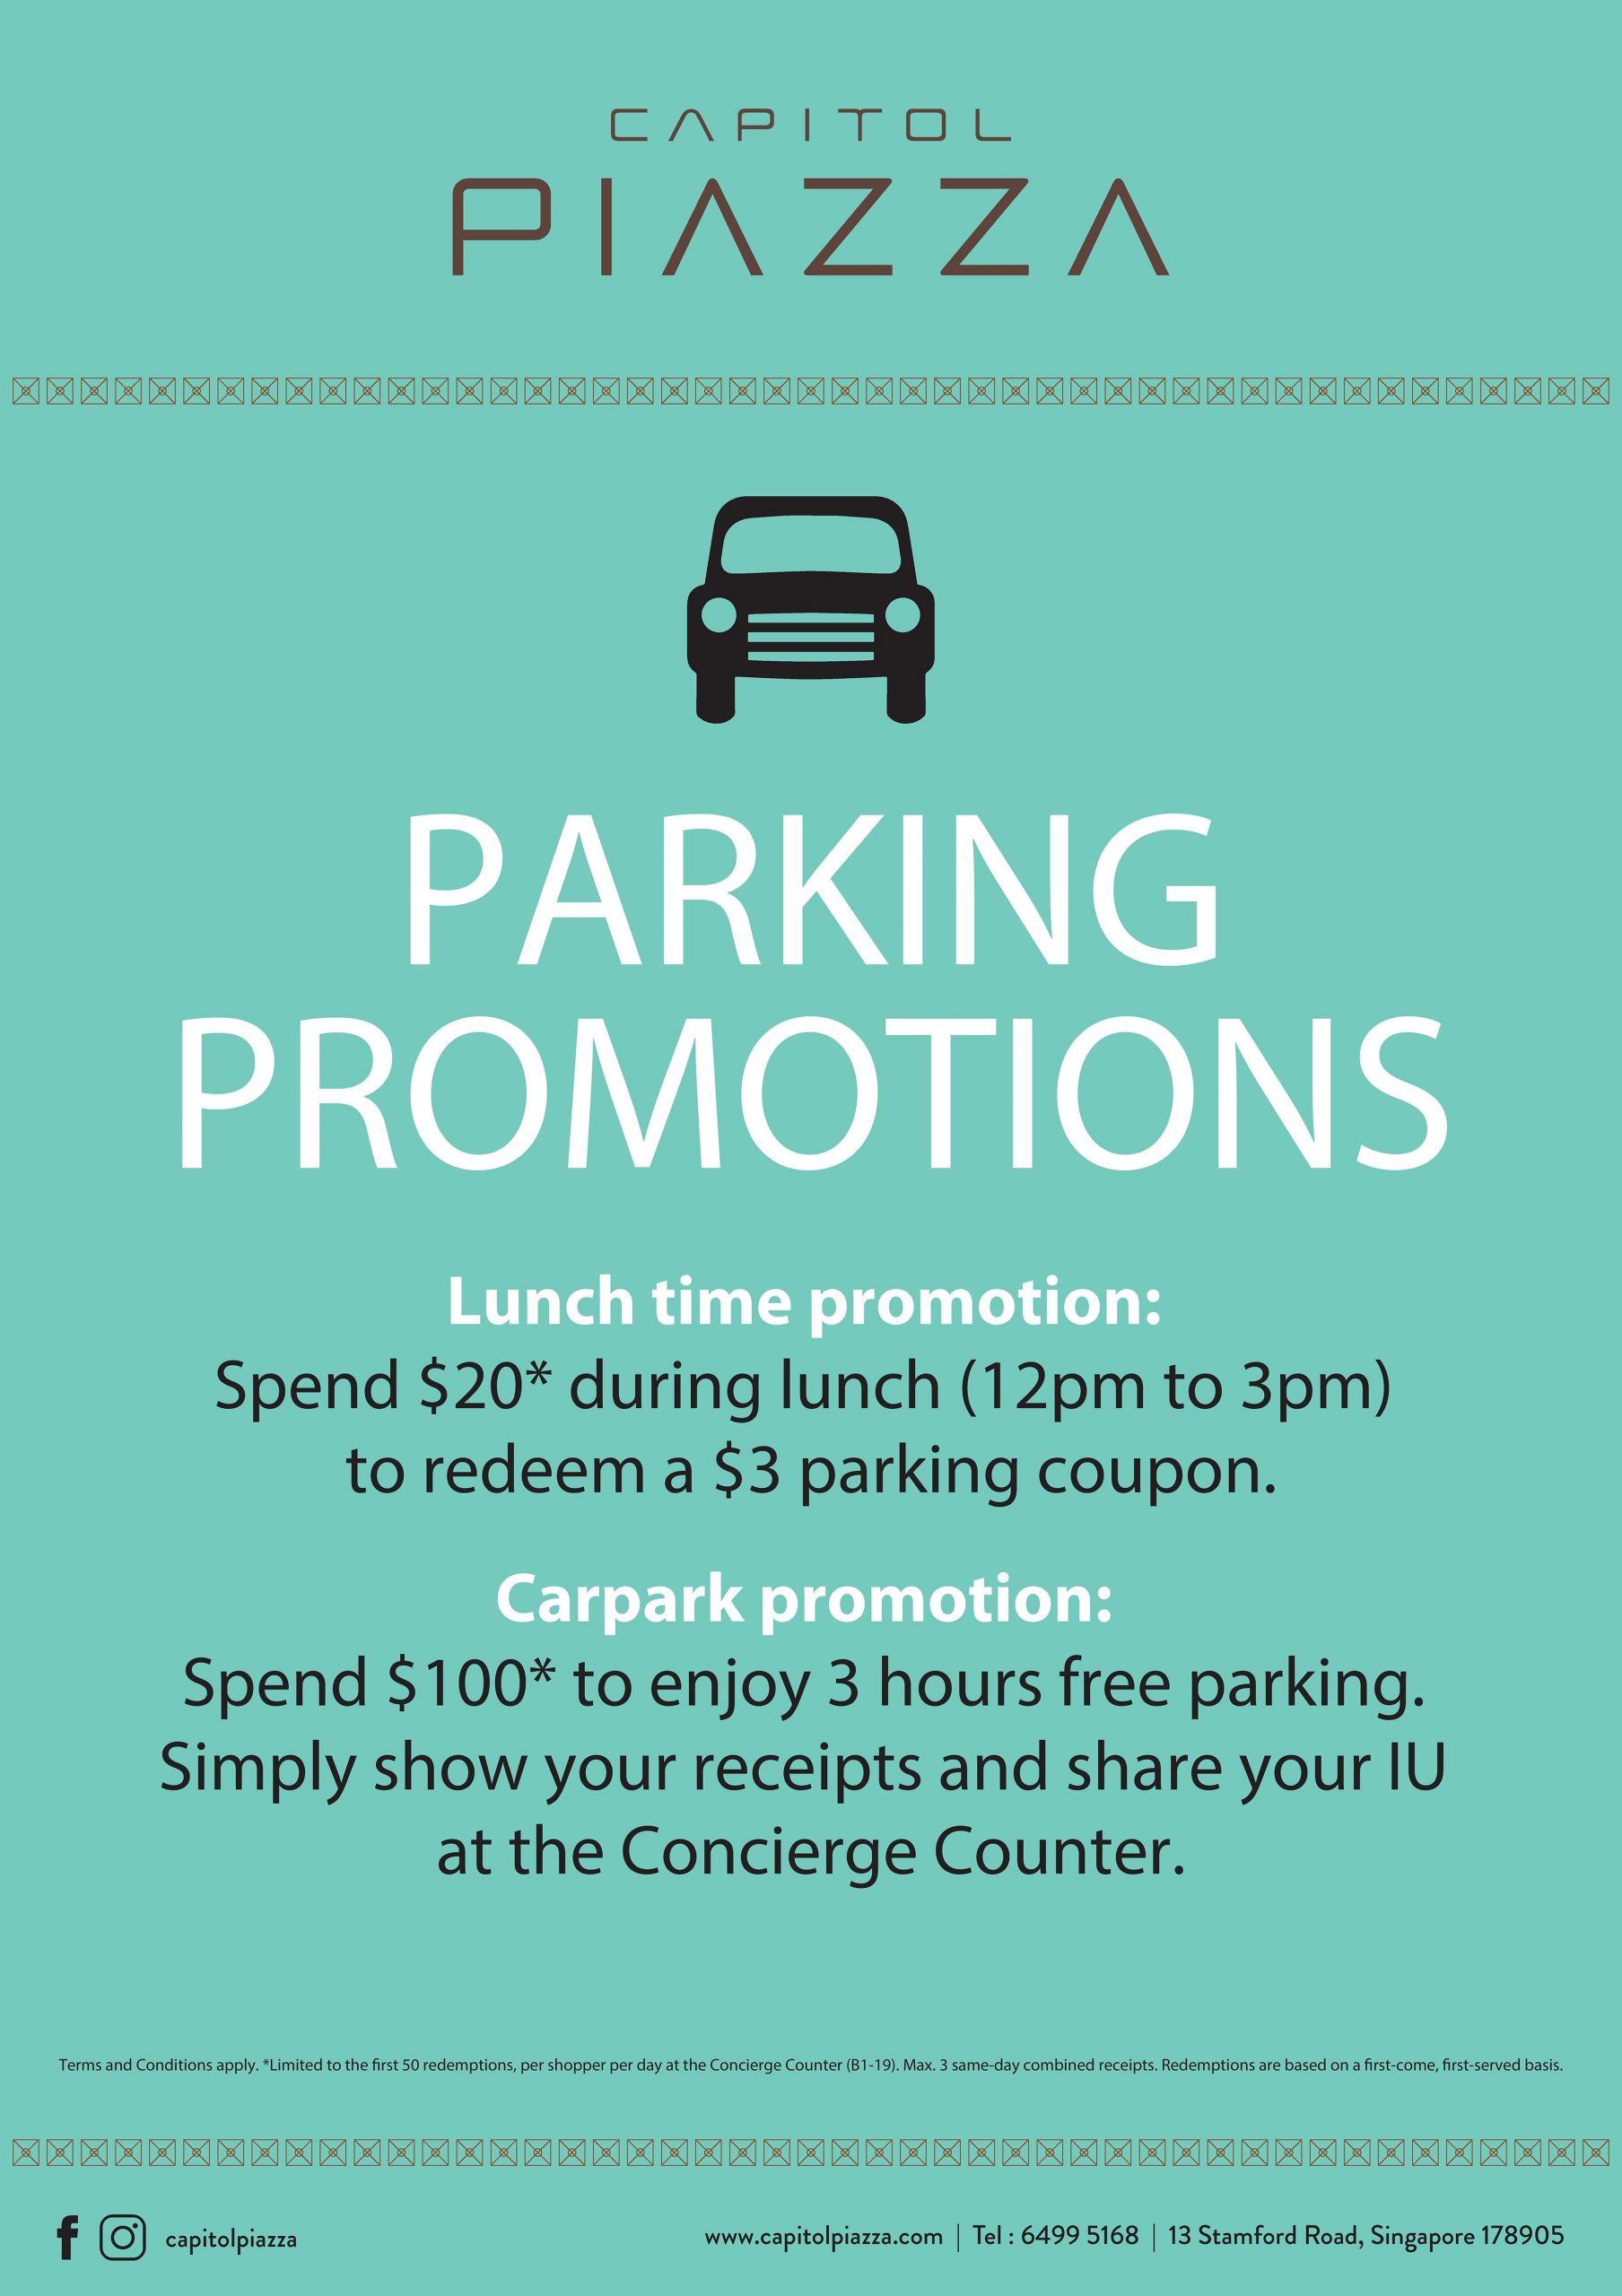 CAPITOL
PIAZZA
PARKING
PROMOTIONS
Lunch time promotion:
Spend $20* during lunch (12pm to 3pm)
to redeem a $3 parking coupon.
Carpark promotion:
Spend $100* to enjoy 3 hours free parking.
Simply show your receipts and share your IU
at the Concierge Counter.
Terms and Conditions apply. *Limited to the first 50 redemptions, per shopper per day at the Concierge Counter (B1-19). Max. 3 same-day combined receipts. Redemptions are based on a first-come, first-served basis.
capitolpiazza
www.capitolpiazza.com | Tel : 6499 5168 | 13 Stamford Road, Singapore 178905